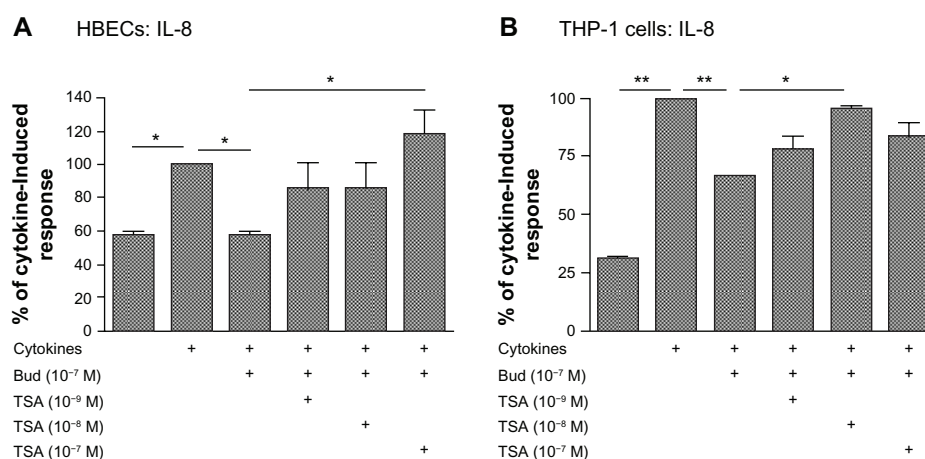 A HBECs: IL-8
% of cytokine-Induced
response
140
120
100
80
60
40
20
0
*
*
*
Cytokines + + + + +
Bud (10⁻⁷ M) + + + +
TSA (10⁻⁹ M) +
TSA (10⁻⁸ M) +
TSA (10⁻⁷ M) +
B THP-1 cells: IL-8
% of cytokine-Induced
response
100
75
50
25
0
** ** *
Cytokines + + + + +
Bud (10⁻⁷ M) + + + +
TSA (10⁻⁹ M) +
TSA (10⁻⁸ M) +
TSA (10⁻⁷ M) +